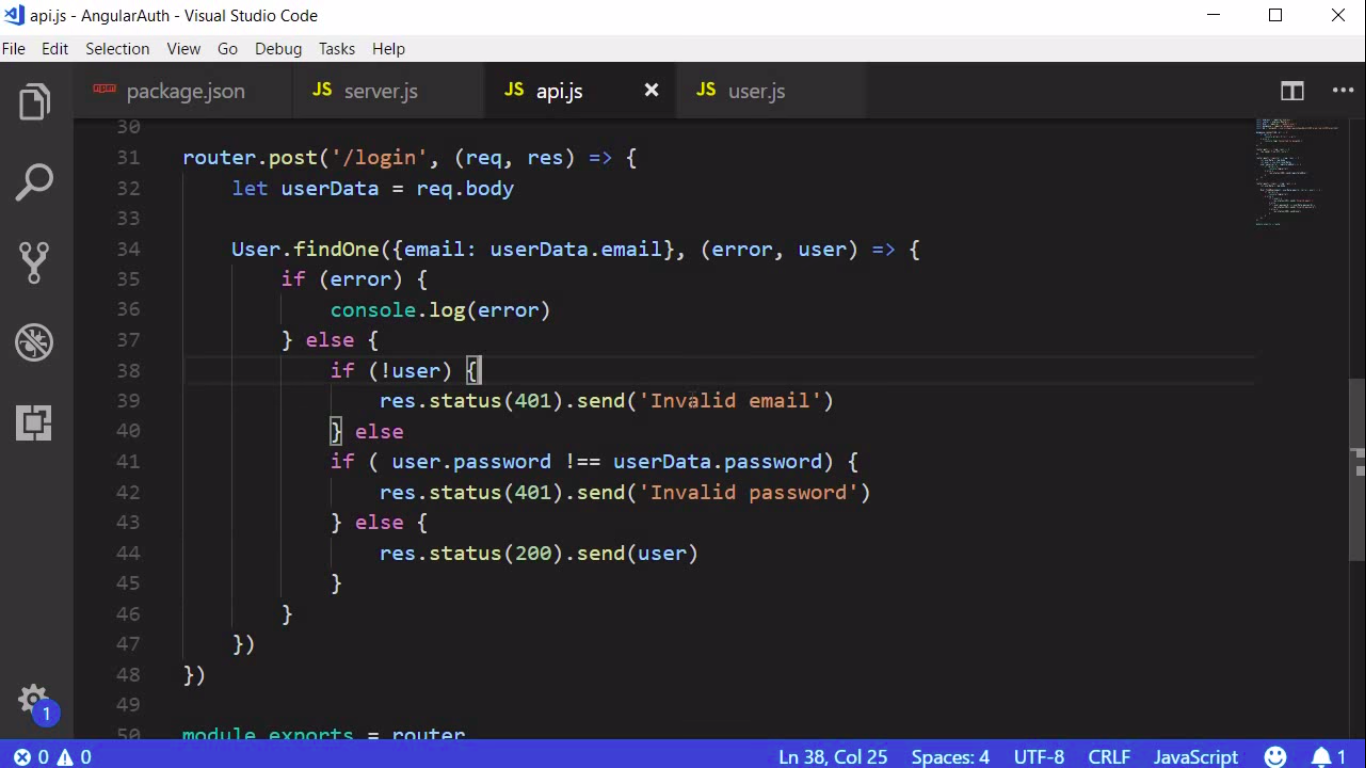 api.js - AngularAuth - Visual Studio Code
File Edit Selection View Go Debug Tasks Help
npm package.json JS server.js JS api.js JS user.js
30
31 router.post('/login', (req, res) => {
32 let userData = req.body
33
34 User.findOne({email: userData.email}, (error, user) => {
35 if (error) {
36 console.log(error)
37 } else {
38 if (!user) {
39 res.status(401).send('Invalid email')
40 } else
41 if ( user.password !== userData.password) {
42 res.status(401).send('Invalid password')
43 } else {
44 res.status(200).send(user)
45 }
46 }
47 })
48 })
49
50 module.exports = router
1
0 0 Ln 38, Col 25 Spaces: 4 UTF-8 CRLF JavaScript 1